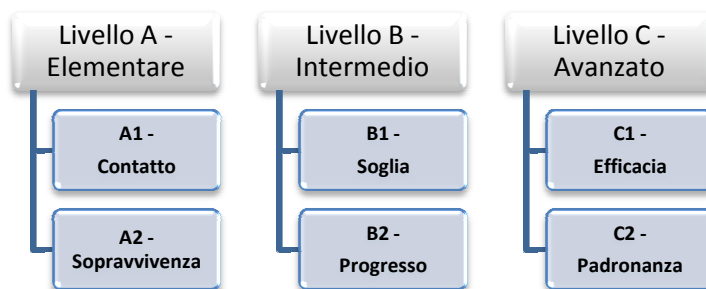 Livello A -
Elementare
A1 -
Contatto
A2 -
Sopravvivenza
Livello B -
Intermedio
B1 -
Soglia
B2 -
Progresso
Livello C -
Avanzato
C1 -
Efficacia
C2 -
Padronanza